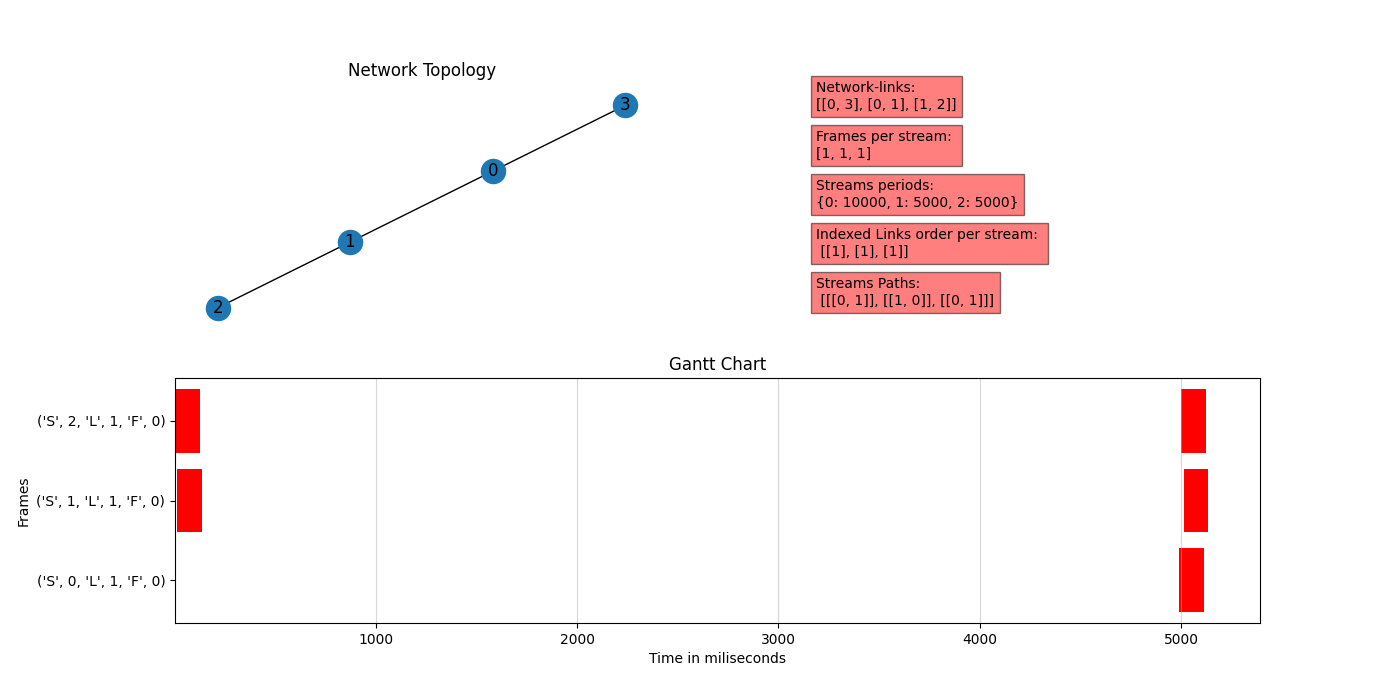 Network Topology
3
0
1
2
Network-links:
[[0, 3], [0, 1], [1, 2]]
Frames per stream:
[1, 1, 1]
Streams periods:
{0: 10000, 1: 5000, 2: 5000}
Indexed Links order per stream:
[[1], [1], [1]]
Streams Paths:
[[[0, 1]], [[1, 0]], [[0, 1]]]
Gantt Chart
Frames
('S', 2, 'L', 1, 'F', 0)
('S', 1, 'L', 1, 'F', 0)
('S', 0, 'L', 1, 'F', 0)
1000 2000 3000 4000 5000
Time in miliseconds